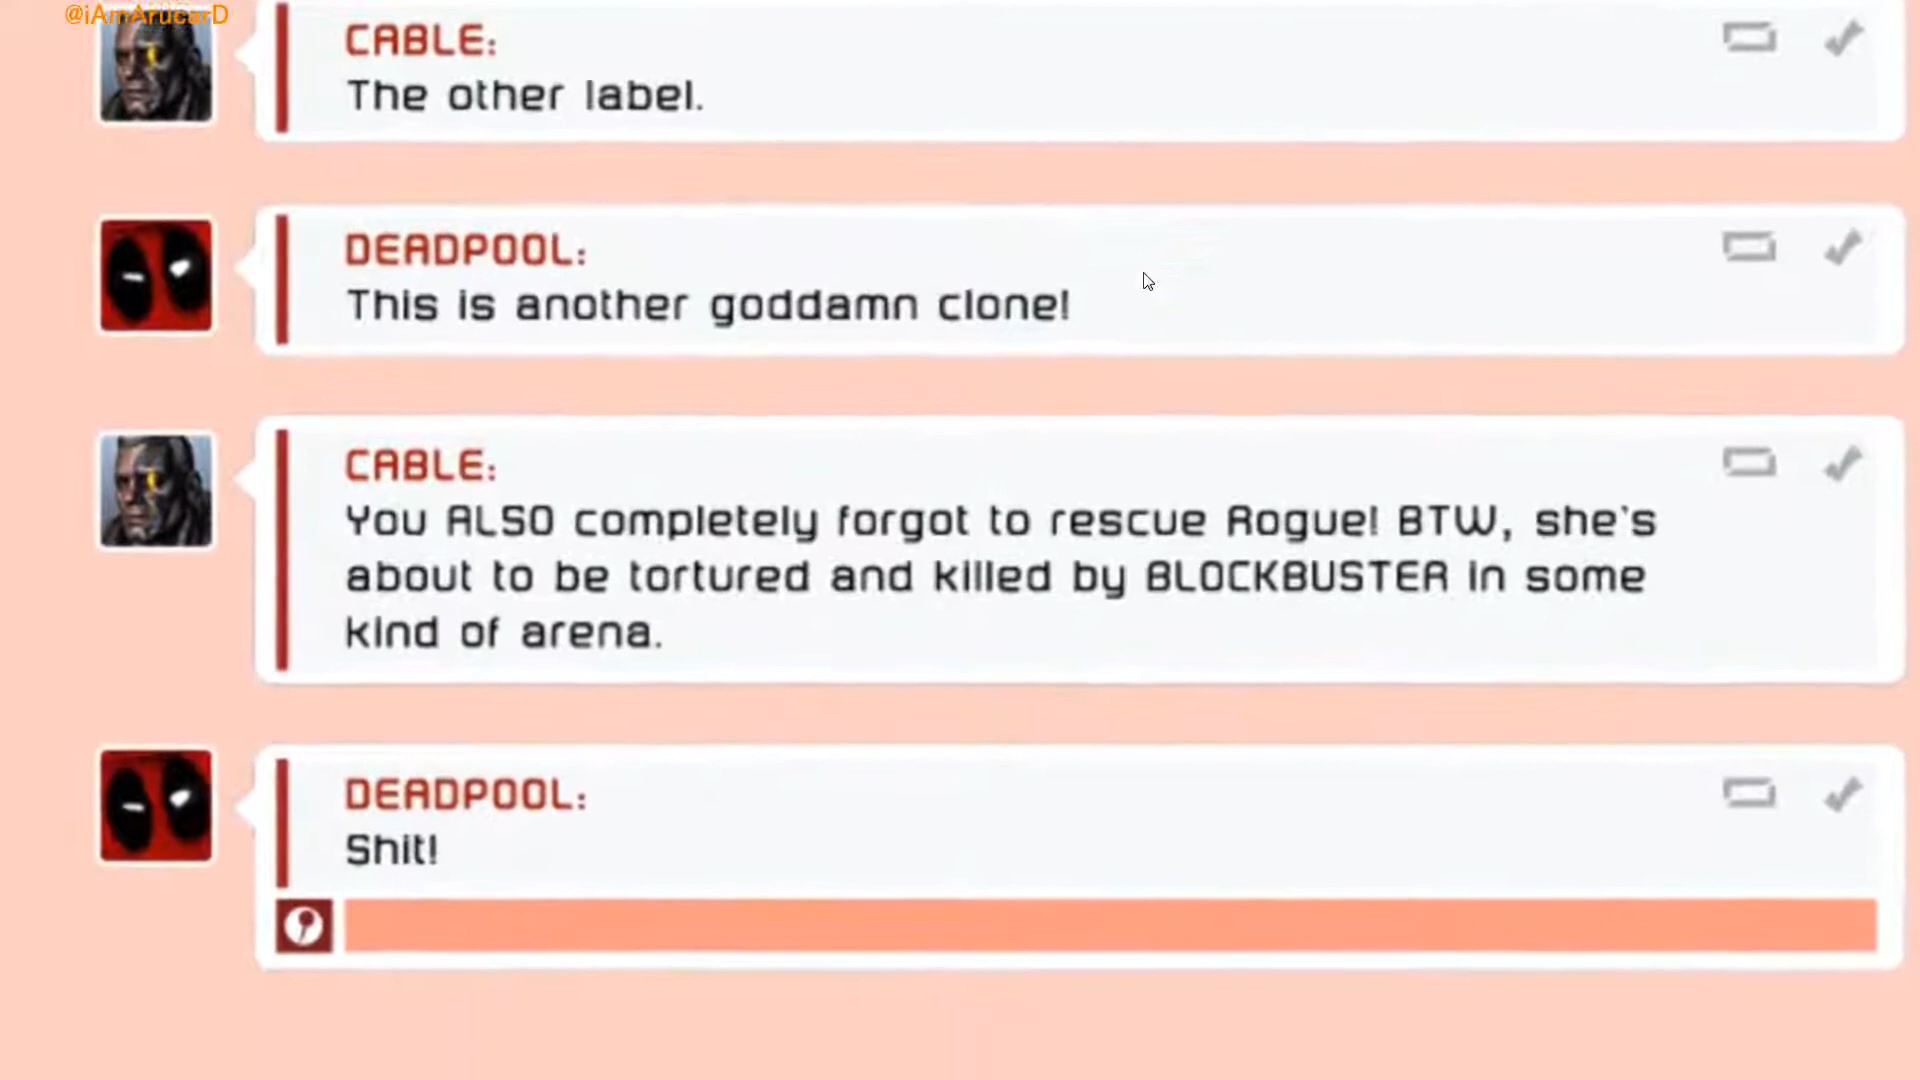 @iAmArucarD
CABLE:
The other label.
DEADPOOL:
This is another goddamn clone!
CABLE:
You ALSO completely forgot to rescue Rogue! BTW, she's
about to be tortured and killed by BLOCKBUSTER in some
kind of arena.
DEADPOOL:
Shit!